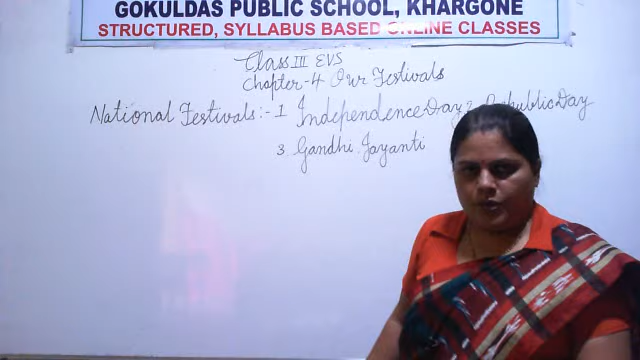 GOKULDAS PUBLIC SCHOOL, KHARGONE
STRUCTURED, SYLLABUS BASED ONLINE CLASSES
Class III EVS
Chapter-4 Our Festivals
National Festivals:- 1 Independence Day 2 Republic Day
3. Gandhi Jayanti